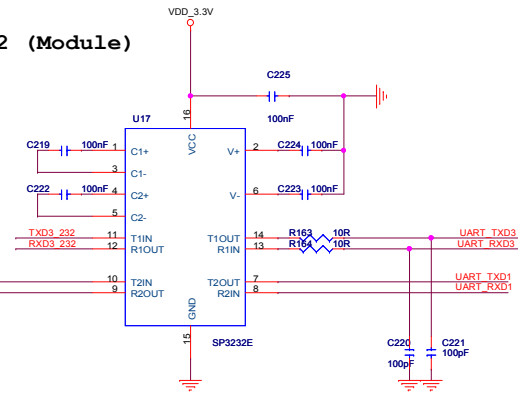 VDD_3.3V
2 (Module)
C225
100nF
U17
16
VCC
C219 100nF 1 C1+ V+ 2 C224 100nF
3 C1-
C222 100nF 4 C2+ V- 6 C223 100nF
5 C2-
TXD3_232 11 T1IN T1OUT 14 R163 10R UART_TXD3
RXD3_232 12 R1OUT R1IN 13 R164 10R UART_RXD3
10 T2IN T2OUT 7 UART_TXD1
9 R2OUT R2IN 8 UART_RXD1
GND
15
SP3232E
C220 C221
100pF 100pF